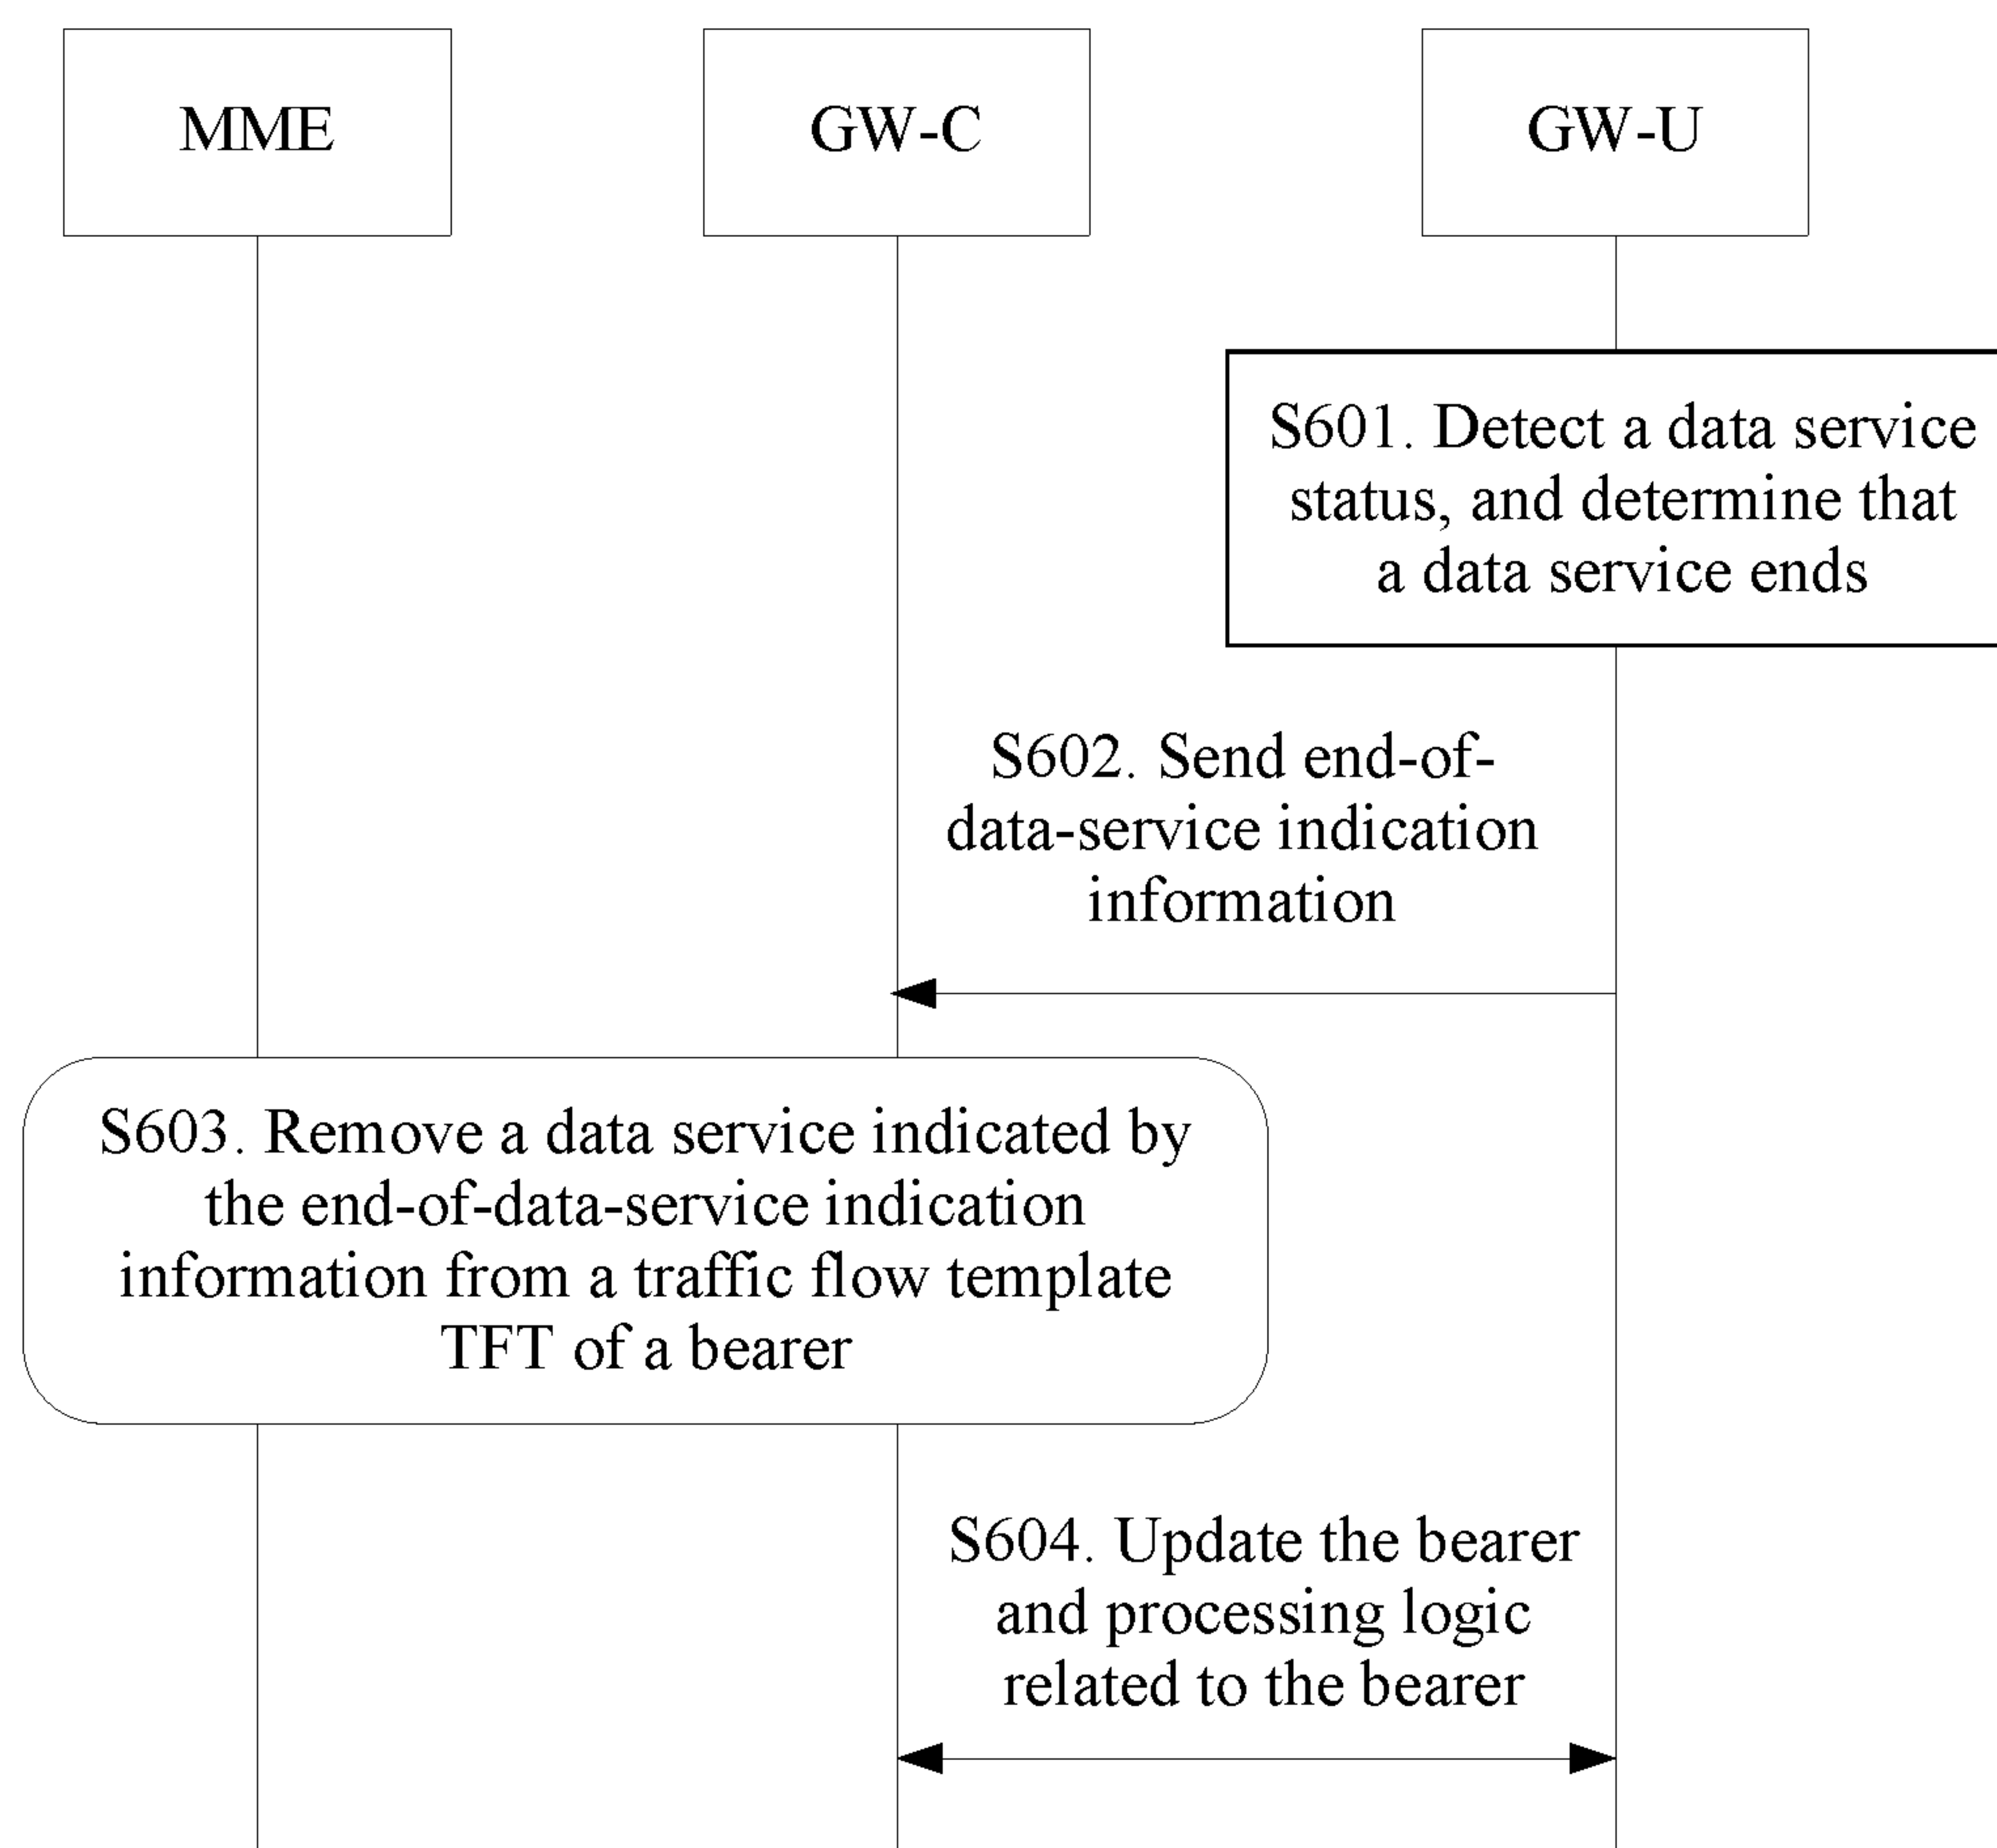 MME
GW-C
GW-U
S601. Detect a data service
status, and determine that
a data service ends
S602. Send end-of-
data-service indication
information
S603. Remove a data service indicated by
the end-of-data-service indication
information from a traffic flow template
TFT of a bearer
S604. Update the bearer
and processing logic
related to the bearer